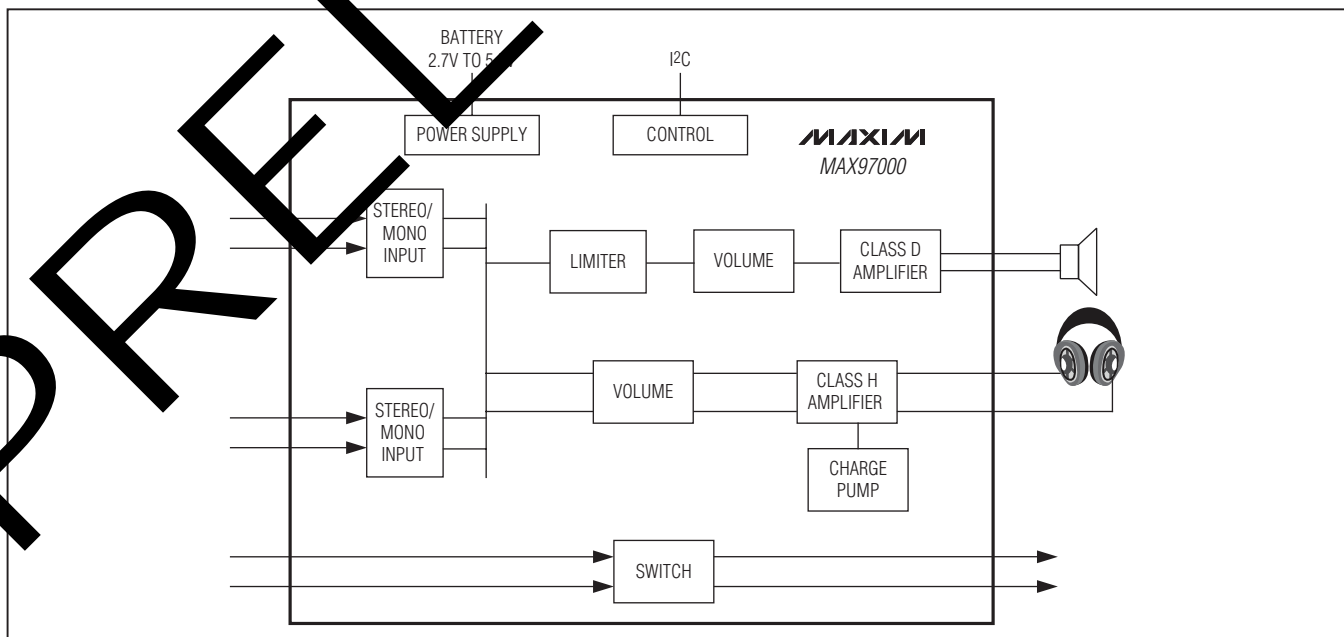 BATTERY
2.7V TO
I²C
POWER SUPPLY
CONTROL
MAXIM
MAX97000
STEREO/
MONO
INPUT
LIMITER
VOLUME
CLASS D
AMPLIFIER
VOLUME
CLASS H
AMPLIFIER
STEREO/
MONO
INPUT
CHARGE
PUMP
SWITCH
PREL